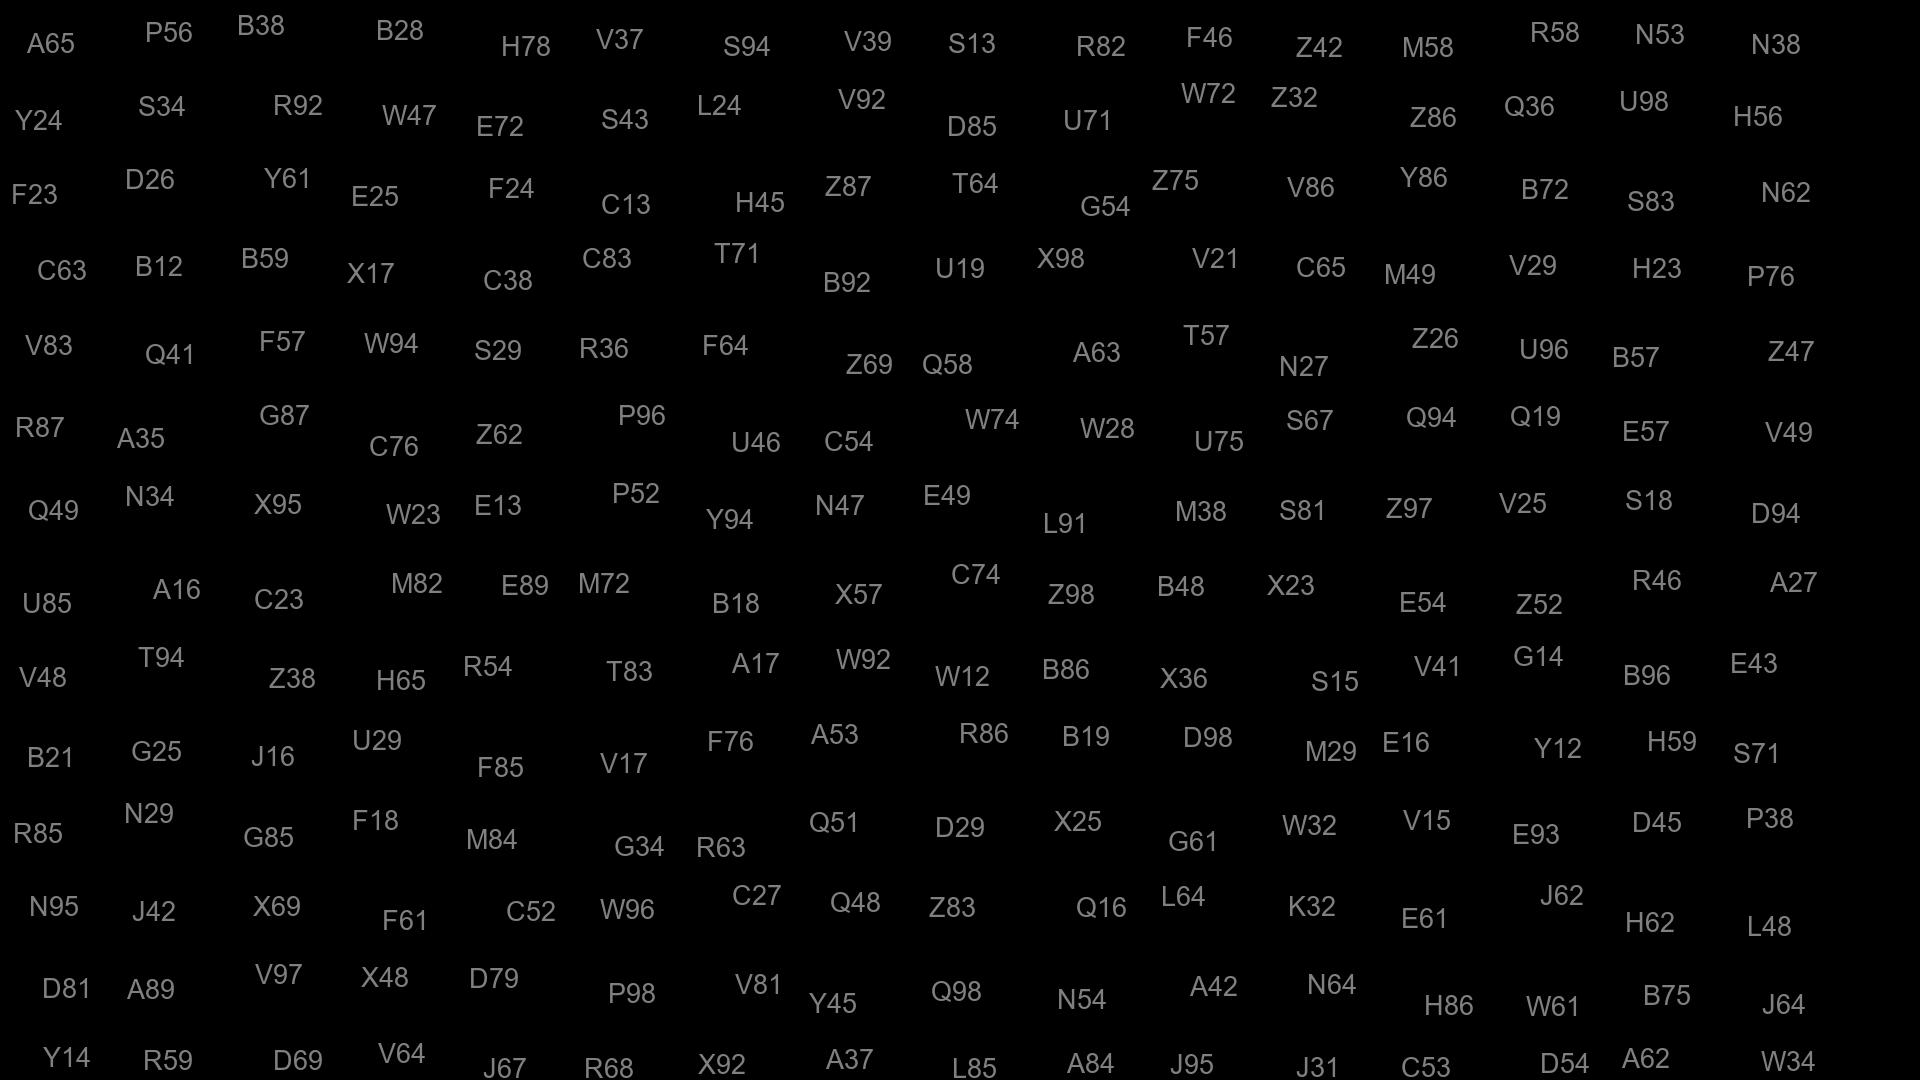 A65 P56 B38 B28 H78 V37 S94 V39 S13 R82 F46 Z42 M58 R58 N53 N38
Y24 S34 R92 W47 E72 S43 L24 V92 D85 U71 W72 Z32 Z86 Q36 U98 H56
F23 D26 Y61 E25 F24 C13 H45 Z87 T64 G54 Z75 V86 Y86 B72 S83 N62
C63 B12 B59 X17 C38 C83 T71 B92 U19 X98 V21 C65 M49 V29 H23 P76
V83 Q41 F57 W94 S29 R36 F64 Z69 Q58 A63 T57 N27 Z26 U96 B57 Z47
R87 A35 G87 C76 Z62 P96 U46 C54 W74 W28 U75 S67 Q94 Q19 E57 V49
Q49 N34 X95 W23 E13 P52 Y94 N47 E49 L91 M38 S81 Z97 V25 S18 D94
U85 A16 C23 M82 E89 M72 B18 X57 C74 Z98 B48 X23 E54 Z52 R46 A27
V48 T94 Z38 H65 R54 T83 A17 W92 W12 B86 X36 S15 V41 G14 B96 E43
B21 G25 J16 U29 F85 V17 F76 A53 R86 B19 D98 M29 E16 Y12 H59 S71
R85 N29 G85 F18 M84 G34 R63 Q51 D29 X25 G61 W32 V15 E93 D45 P38
N95 J42 X69 F61 C52 W96 C27 Q48 Z83 Q16 L64 K32 E61 J62 H62 L48
D81 A89 V97 X48 D79 P98 V81 Y45 Q98 N54 A42 N64 H86 W61 B75 J64
Y14 R59 D69 V64 J67 R68 X92 A37 L85 A84 J95 J31 C53 D54 A62 W34